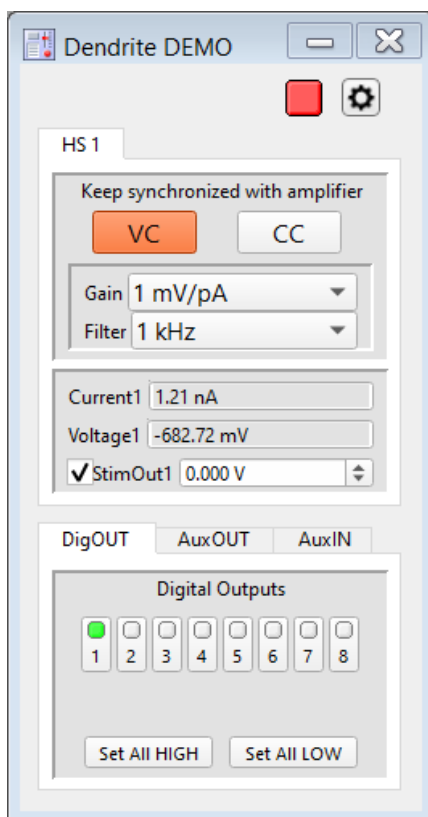 Dendrite DEMO
HS 1
Keep synchronized with amplifier
VC CC
Gain 1 mV/pA
Filter 1 kHz
Current1 1.21 nA
Voltage1 -682.72 mV
StimOut1 0.000 V
DigOUT AuxOUT AuxIN
Digital Outputs
1 2 3 4 5 6 7 8
Set All HIGH Set All LOW